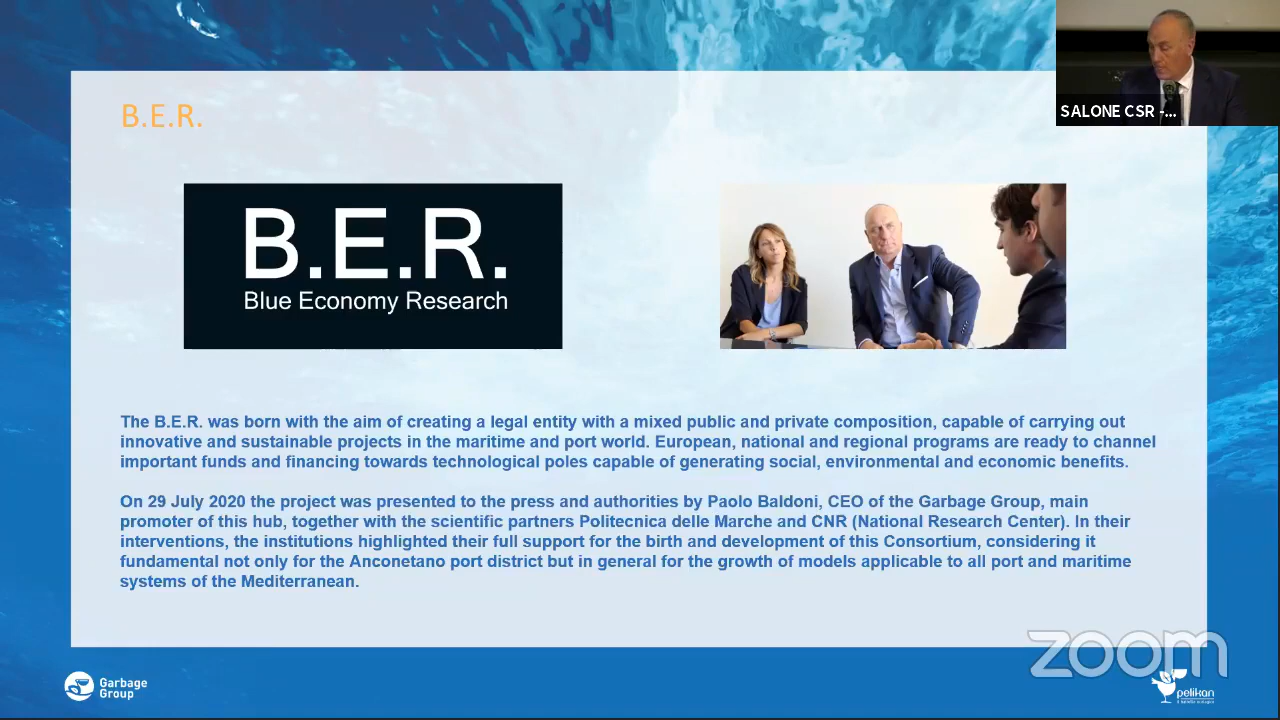 SALONE CSR -...
B.E.R.
B.E.R.
Blue Economy Research
The B.E.R. was born with the aim of creating a legal entity with a mixed public and private composition, capable of carrying out
innovative and sustainable projects in the maritime and port world. European, national and regional programs are ready to channel
important funds and financing towards technological poles capable of generating social, environmental and economic benefits.
On 29 July 2020 the project was presented to the press and authorities by Paolo Baldoni, CEO of the Garbage Group, main
promoter of this hub, together with the scientific partners Politecnica delle Marche and CNR (National Research Center). In their
interventions, the institutions highlighted their full support for the birth and development of this Consortium, considering it
fundamental not only for the Anconetano port district but in general for the growth of models applicable to all port and maritime
systems of the Mediterranean.
zoom
Garbage
Group
pelikan